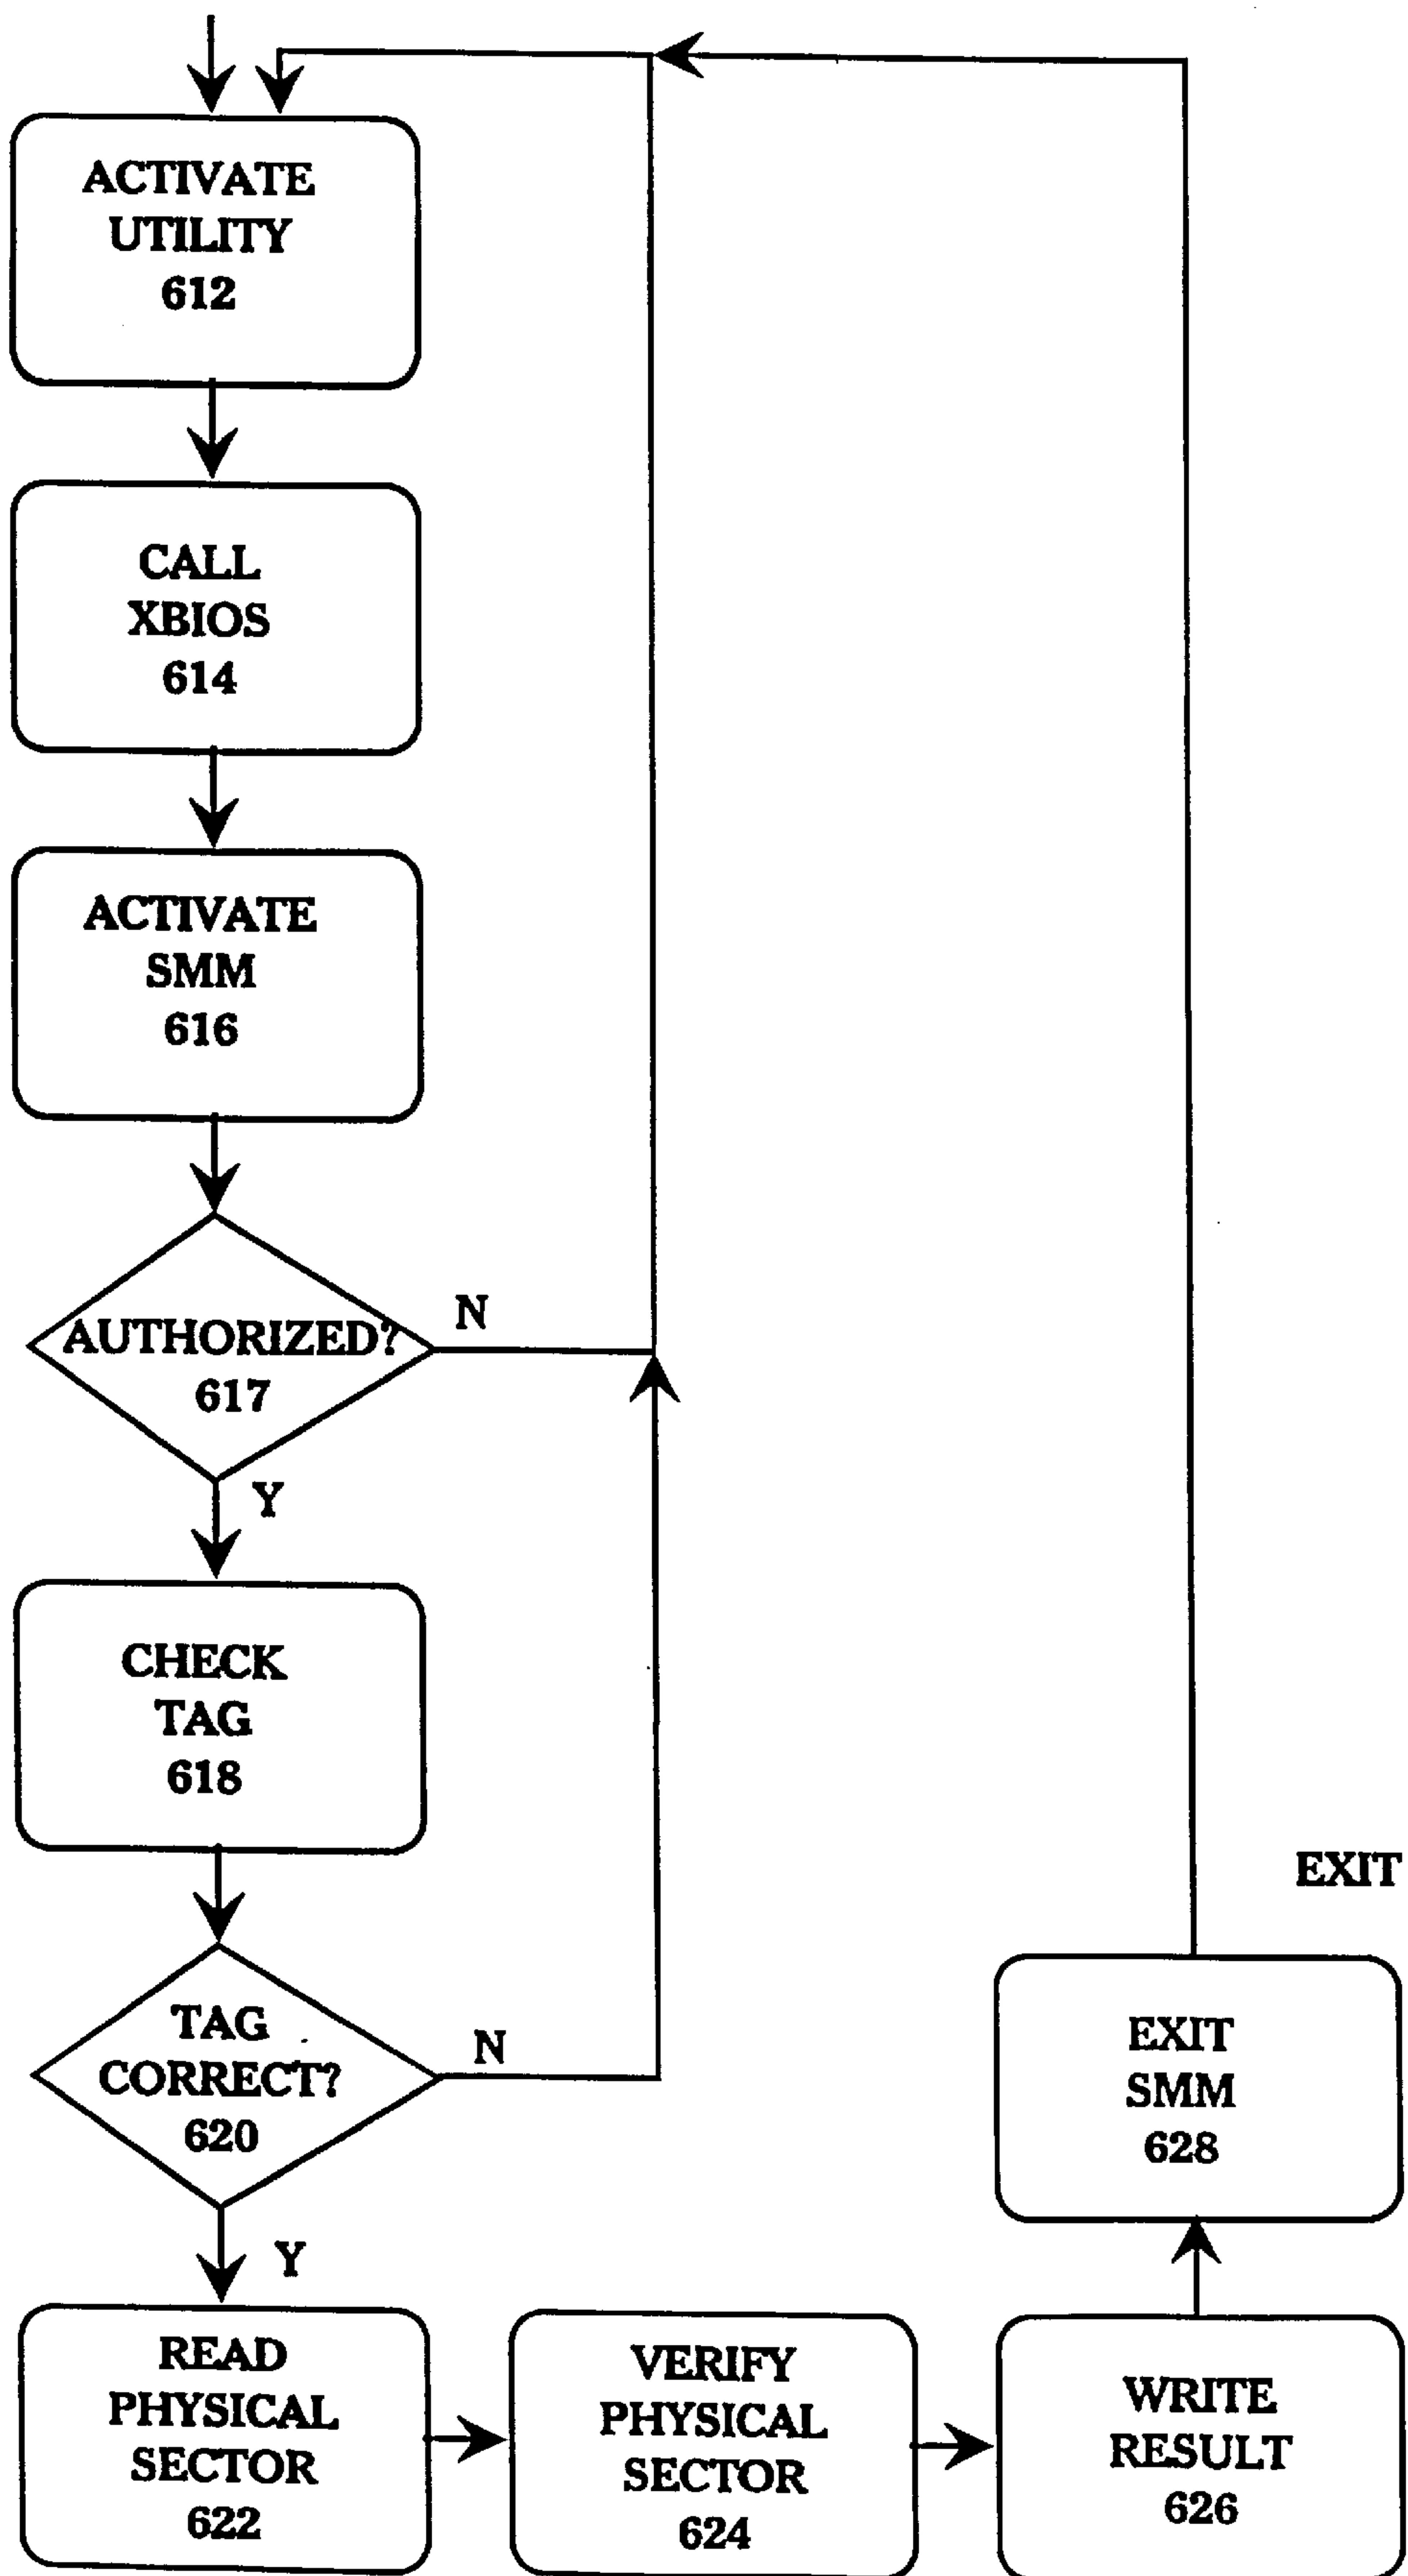 ACTIVATE
UTILITY
612
CALL
XBIOS
614
ACTIVATE
SMM
616
AUTHORIZED?
617
N
Y
CHECK
TAG
618
TAG
CORRECT?
620
N
Y
READ
PHYSICAL
SECTOR
622
VERIFY
PHYSICAL
SECTOR
624
WRITE
RESULT
626
EXIT
SMM
628
EXIT